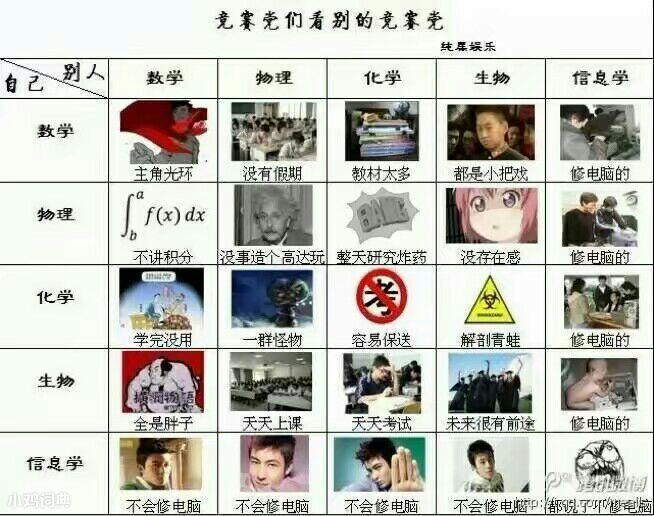 竞赛党们看别的竞赛党
纯属娱乐
别人
自己
数学 物理 化学 生物 信息学
数学
主角光环 没有假期 教材太多 都是小把戏 修电脑的
物理
∫ a b f(x) dx
不讲积分 没事造个高达玩 整天研究炸药 没存在感 修电脑的
化学
考
学完没用 一群怪物 容易保送 解剖青蛙 修电脑的
生物
全是胖子 天天上课 天天考试 未来很有前途 修电脑的
信息学
不会修电脑 不会修电脑 不会修电脑 不会修电脑 都说了不修电脑
小鸡词典